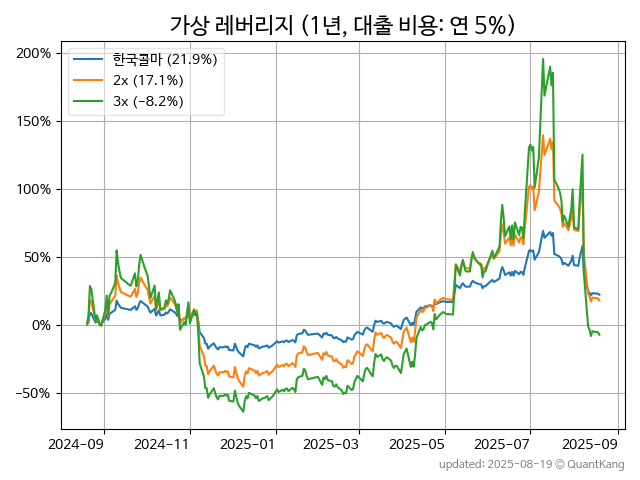 가상 레버리지 (1년, 대출 비용: 연 5%)
200%
150%
100%
50%
0%
−50%
한국콜마 (21.9%)
2x (17.1%)
3x (-8.2%)
2024-09
2024-11
2025-01
2025-03
2025-05
2025-07
2025-09
updated: 2025-08-19 © QuantKang